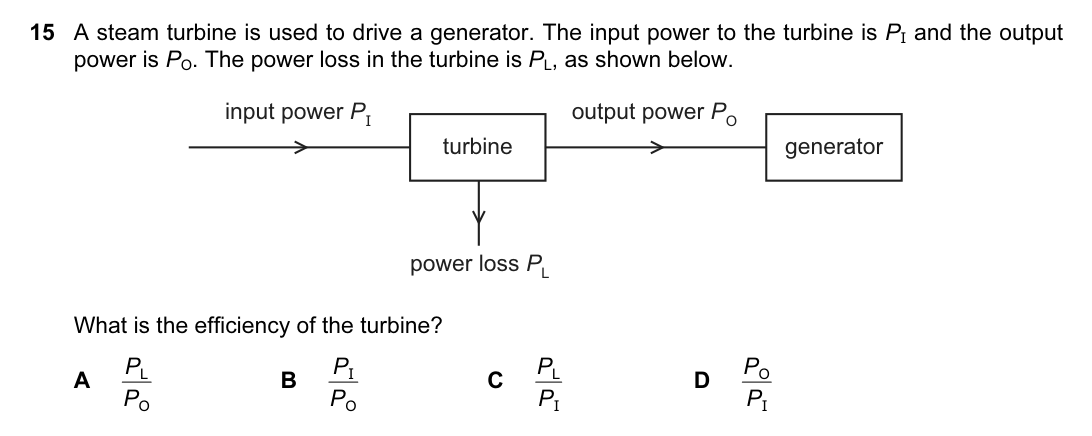 15 A steam turbine is used to drive a generator. The input power to the turbine is P_I and the output
power is P_O. The power loss in the turbine is P_L, as shown below.
input power P_I
output power P_O
turbine
generator
power loss P_L
What is the efficiency of the turbine?
A P_L/P_O B P_I/P_O C P_L/P_I D P_O/P_I